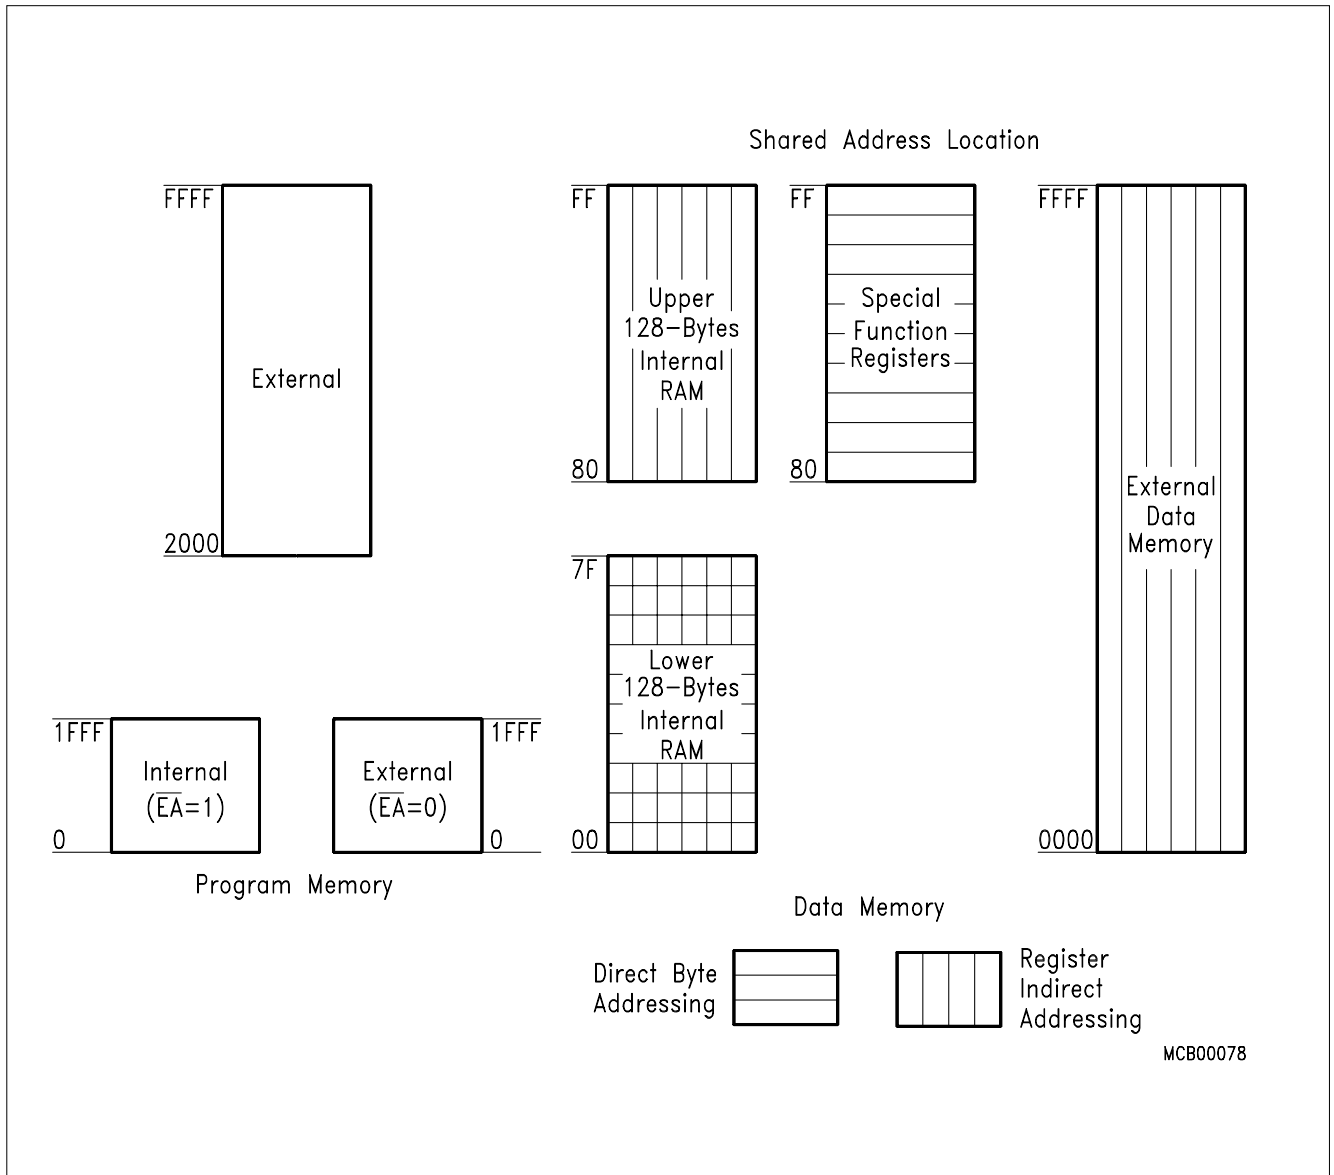 Shared Address Location
FFFF
External
2000
1FFF
Internal
(E̅A̅=1)
0
External
(E̅A̅=0)
1FFF
0
Program Memory
FF
Upper
128-Bytes
Internal
RAM
80
FF
Special
Function
Registers
80
7F
Lower
128-Bytes
Internal
RAM
00
FFFF
External
Data
Memory
0000
Data Memory
Direct Byte
Addressing
Register
Indirect
Addressing
MCB00078